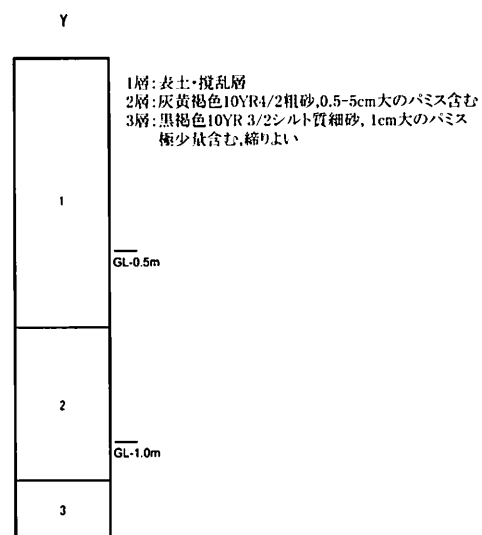 Y
1層:表土・撹乱層
2層:灰黄褐色10YR4/2粗砂,0.5-5cm大のパミス含む
3層:黒褐色10YR 3/2シルト質細砂, 1cm大のパミス
極少量含む,締りよい
1
GL-0.5m
2
GL-1.0m
3